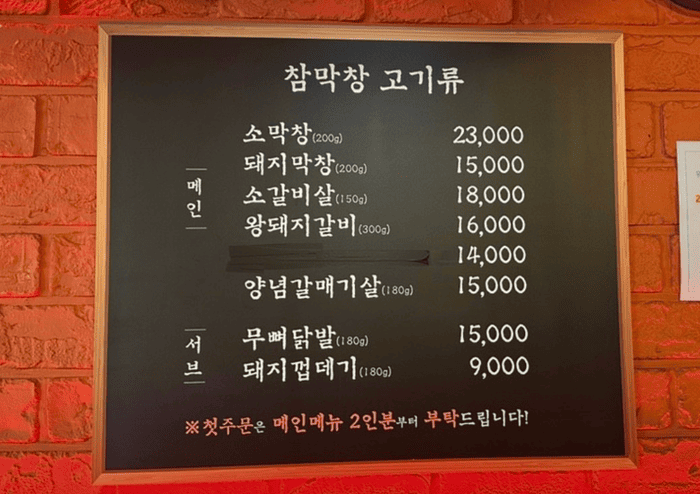 참막창 고기류
메인
소막창(200g) 23,000
돼지막창(200g) 15,000
소갈비살(150g) 18,000
왕돼지갈비(300g) 16,000
14,000
양념갈매기살(180g) 15,000
서브
무뼈닭발(180g) 15,000
돼지껍데기(180g) 9,000
※첫주문은 메인메뉴 2인분부터 부탁드립니다!